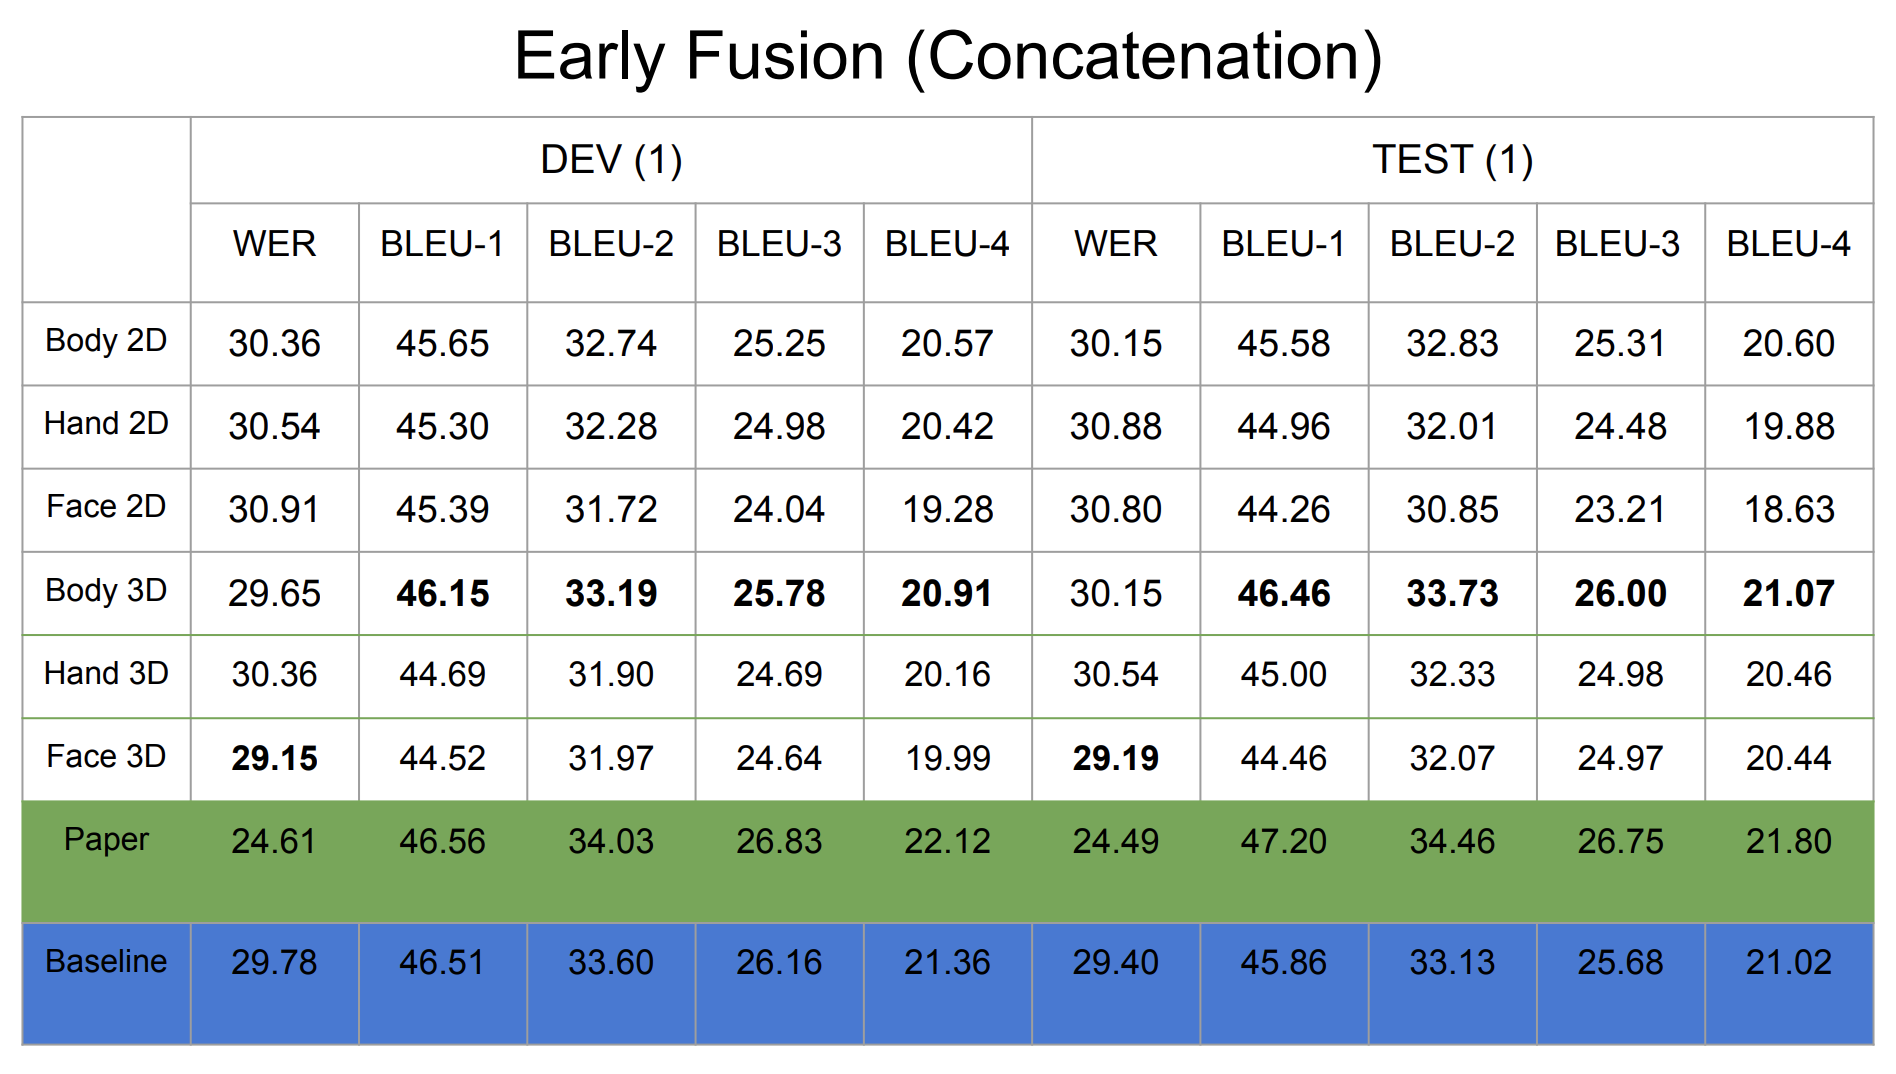 Early Fusion (Concatenation)
DEV (1) TEST (1)
WER BLEU-1 BLEU-2 BLEU-3 BLEU-4 WER BLEU-1 BLEU-2 BLEU-3 BLEU-4
Body 2D 30.36 45.65 32.74 25.25 20.57 30.15 45.58 32.83 25.31 20.60
Hand 2D 30.54 45.30 32.28 24.98 20.42 30.88 44.96 32.01 24.48 19.88
Face 2D 30.91 45.39 31.72 24.04 19.28 30.80 44.26 30.85 23.21 18.63
Body 3D 29.65 46.15 33.19 25.78 20.91 30.15 46.46 33.73 26.00 21.07
Hand 3D 30.36 44.69 31.90 24.69 20.16 30.54 45.00 32.33 24.98 20.46
Face 3D 29.15 44.52 31.97 24.64 19.99 29.19 44.46 32.07 24.97 20.44
Paper 24.61 46.56 34.03 26.83 22.12 24.49 47.20 34.46 26.75 21.80
Baseline 29.78 46.51 33.60 26.16 21.36 29.40 45.86 33.13 25.68 21.02